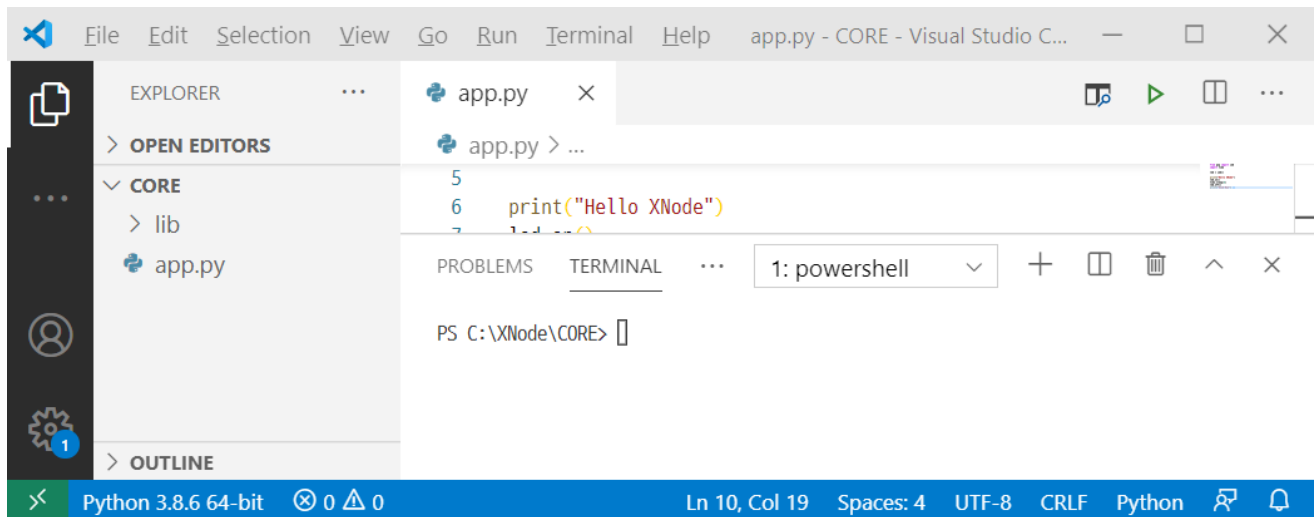 File Edit Selection View Go Run Terminal Help app.py - CORE - Visual Studio C...
EXPLORER ...
app.py
OPEN EDITORS
app.py > ...
CORE
lib
app.py
5
6 print("Hello XNode")
7
PROBLEMS TERMINAL ... 1: powershell
PS C:\XNode\CORE>
1
OUTLINE
Python 3.8.6 64-bit 0 0 Ln 10, Col 19 Spaces: 4 UTF-8 CRLF Python